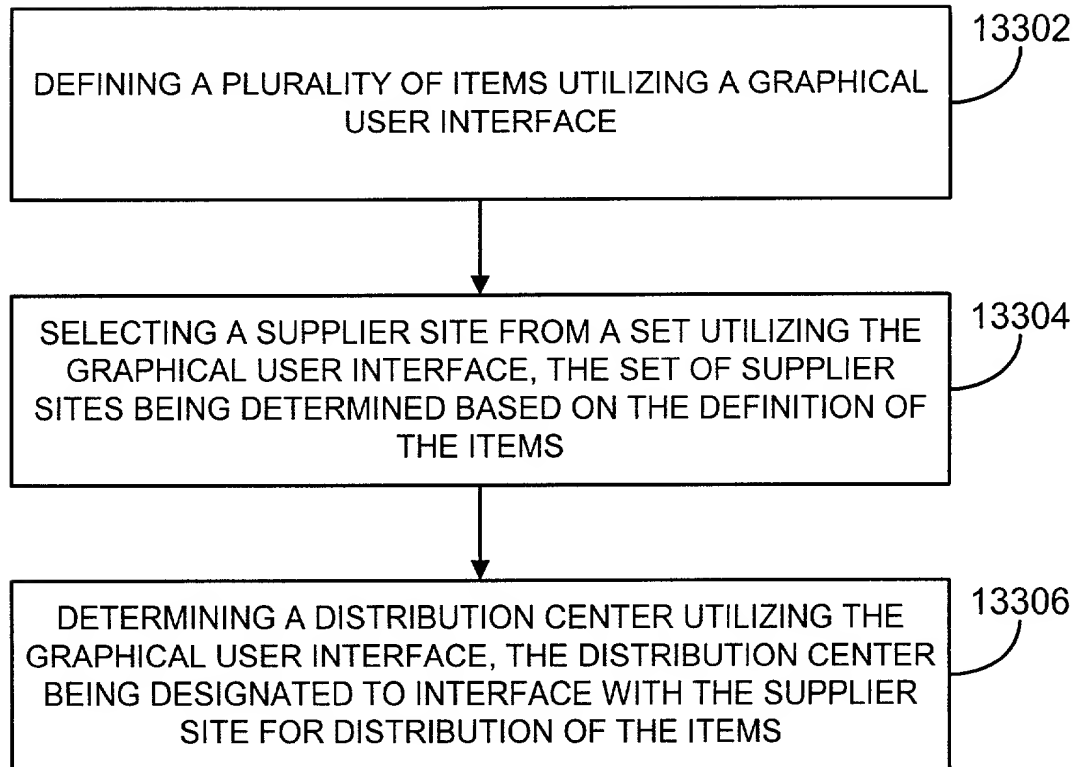 13302
DEFINING A PLURALITY OF ITEMS UTILIZING A GRAPHICAL
USER INTERFACE
13304
SELECTING A SUPPLIER SITE FROM A SET UTILIZING THE
GRAPHICAL USER INTERFACE, THE SET OF SUPPLIER
SITES BEING DETERMINED BASED ON THE DEFINITION OF
THE ITEMS
13306
DETERMINING A DISTRIBUTION CENTER UTILIZING THE
GRAPHICAL USER INTERFACE, THE DISTRIBUTION CENTER
BEING DESIGNATED TO INTERFACE WITH THE SUPPLIER
SITE FOR DISTRIBUTION OF THE ITEMS